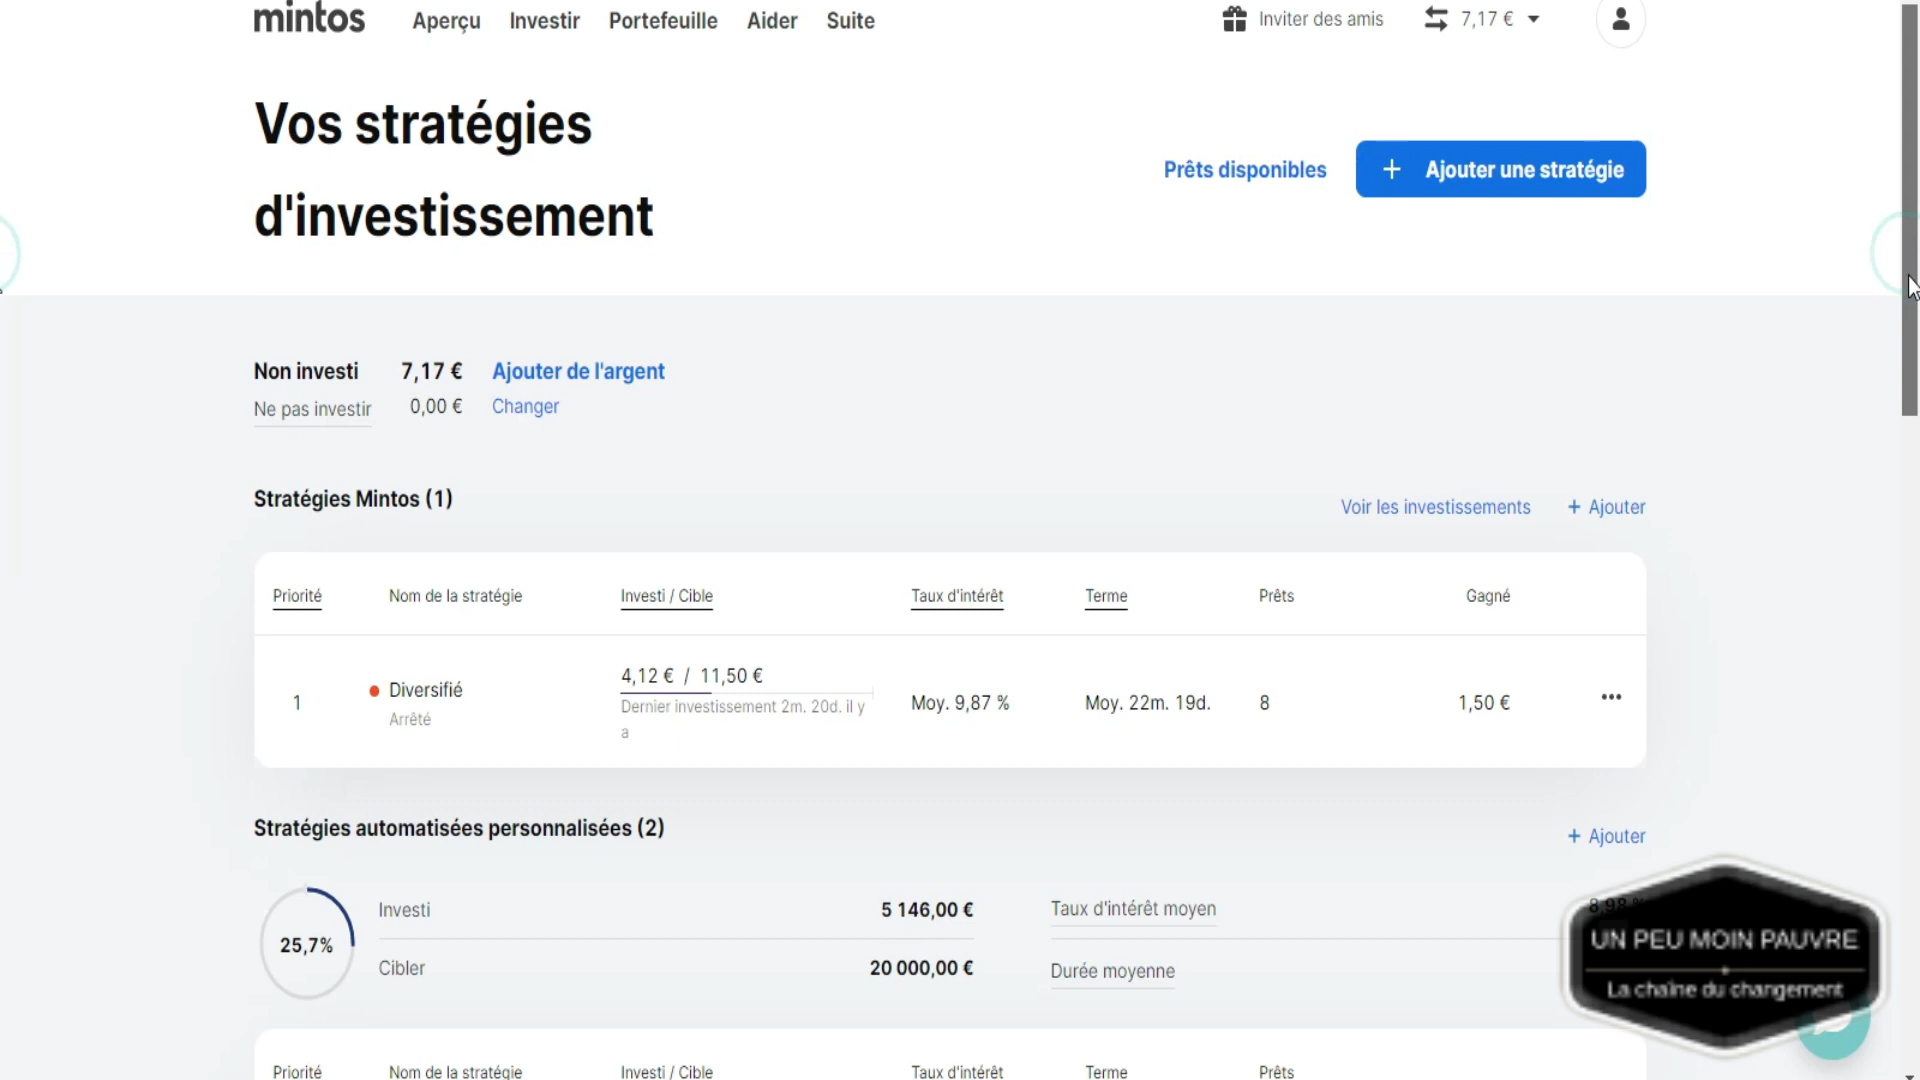 mintos
Aperçu Investir Portefeuille Aider Suite
Inviter des amis 7,17 €
Vos stratégies
d'investissement
Prêts disponibles
+ Ajouter une stratégie
Non investi 7,17 € Ajouter de l'argent
Ne pas investir 0,00 € Changer
Stratégies Mintos (1)
Voir les investissements + Ajouter
Priorité Nom de la stratégie Investi / Cible Taux d'intérêt Terme Prêts Gagné
1 Diversifié 4,12 € / 11,50 € Moy. 9,87 % Moy. 22m. 19d. 8 1,50 €
Arrêté Dernier investissement 2m. 20d. il y
a
Stratégies automatisées personnalisées (2)
+ Ajouter
25,7%
Investi 5 146,00 € Taux d'intérêt moyen 8,98 %
Cibler 20 000,00 € Durée moyenne
UN PEU MOIN PAUVRE
La chaîne du changement
Priorité Nom de la stratégie Investi / Cible Taux d'intérêt Terme Prêts